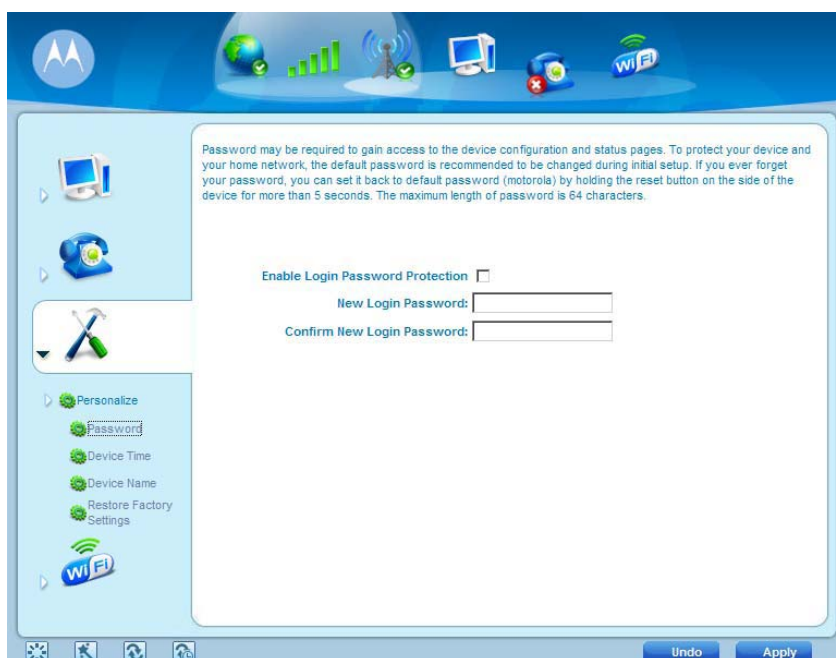 WiFi
Password may be required to gain access to the device configuration and status pages. To protect your device and
your home network, the default password is recommended to be changed during initial setup. If you ever forget
your password, you can set it back to default password (motorola) by holding the reset button on the side of the
device for more than 5 seconds. The maximum length of password is 64 characters.
Enable Login Password Protection
New Login Password:
Confirm New Login Password:
Personalize
Password
Device Time
Device Name
Restore Factory
Settings
WiFi
Undo
Apply